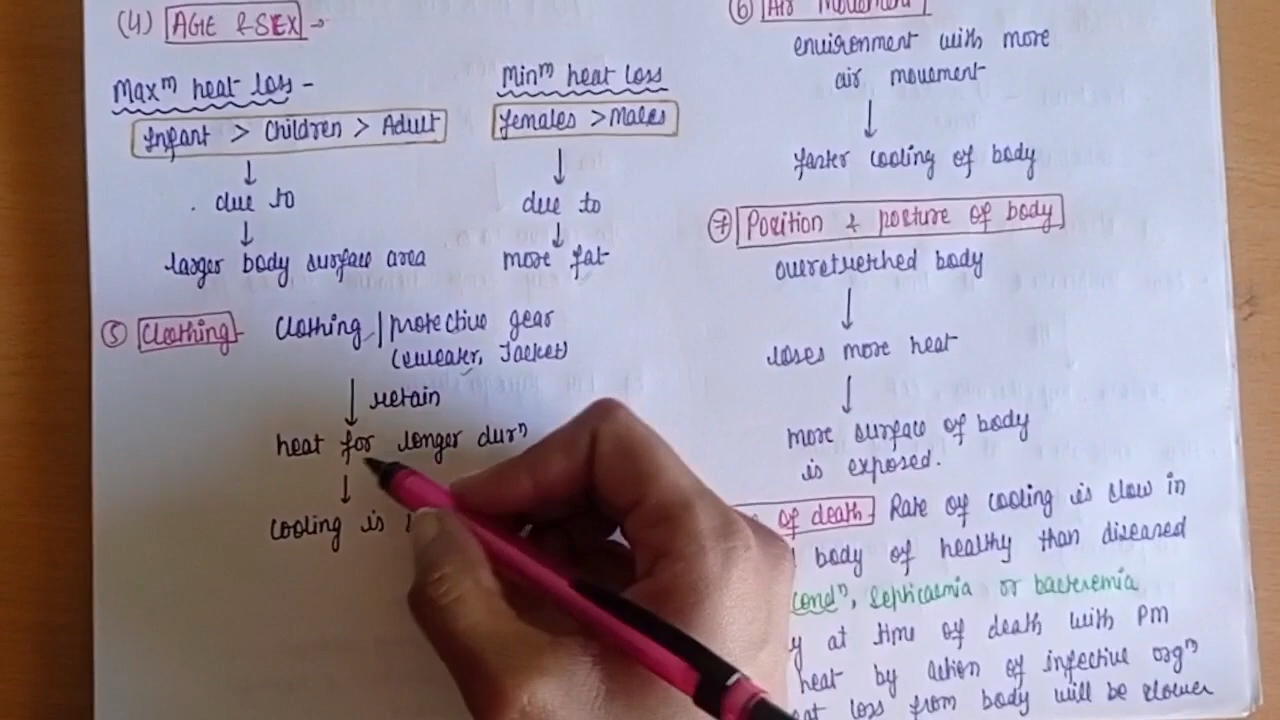 (4) AGE & SEX →
Maxᵐ heat loss -
Infant > Children > Adult
↓
due to
↓
larger body surface area
Minᵐ heat loss
females > Males
↓
due to
↓
more fat
⑤ Clothing - Clothing / protective gear
(sweater, Jacket)
↓ retain
heat for longer durⁿ
↓
cooling is
⑥ Air Movement
environment with more
air movement
↓
faster cooling of body
⑦ Position & posture of body
overstretched body
↓
loses more heat
↓
more surface of body
is exposed.
of death - Rate of cooling is slow in
body of healthy than diseased
condⁿ, septicaemia or bacteremia
at time of death with PM
heat by action of infective orgⁿ
loss from body will be slower